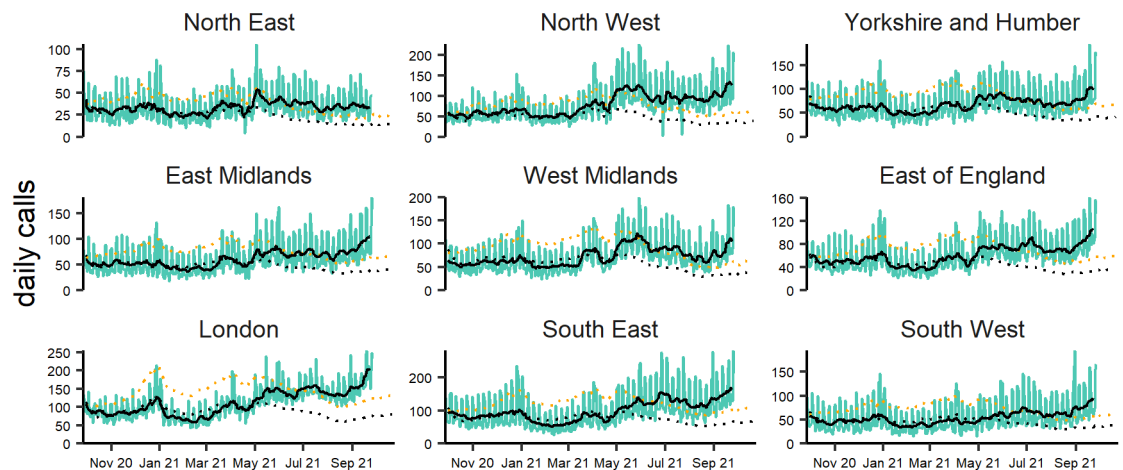 North East North West Yorkshire and Humber
100 75 50 25 0
200 150 100 50 0
150 100 50 0
East Midlands West Midlands East of England
150 100 50 0
200 150 100 50 0
160 120 80 40 0
daily calls
London South East South West
250 200 150 100 50 0
200 100 0
150 100 50 0
Nov 20 Jan 21 Mar 21 May 21 Jul 21 Sep 21
Nov 20 Jan 21 Mar 21 May 21 Jul 21 Sep 21
Nov 20 Jan 21 Mar 21 May 21 Jul 21 Sep 21